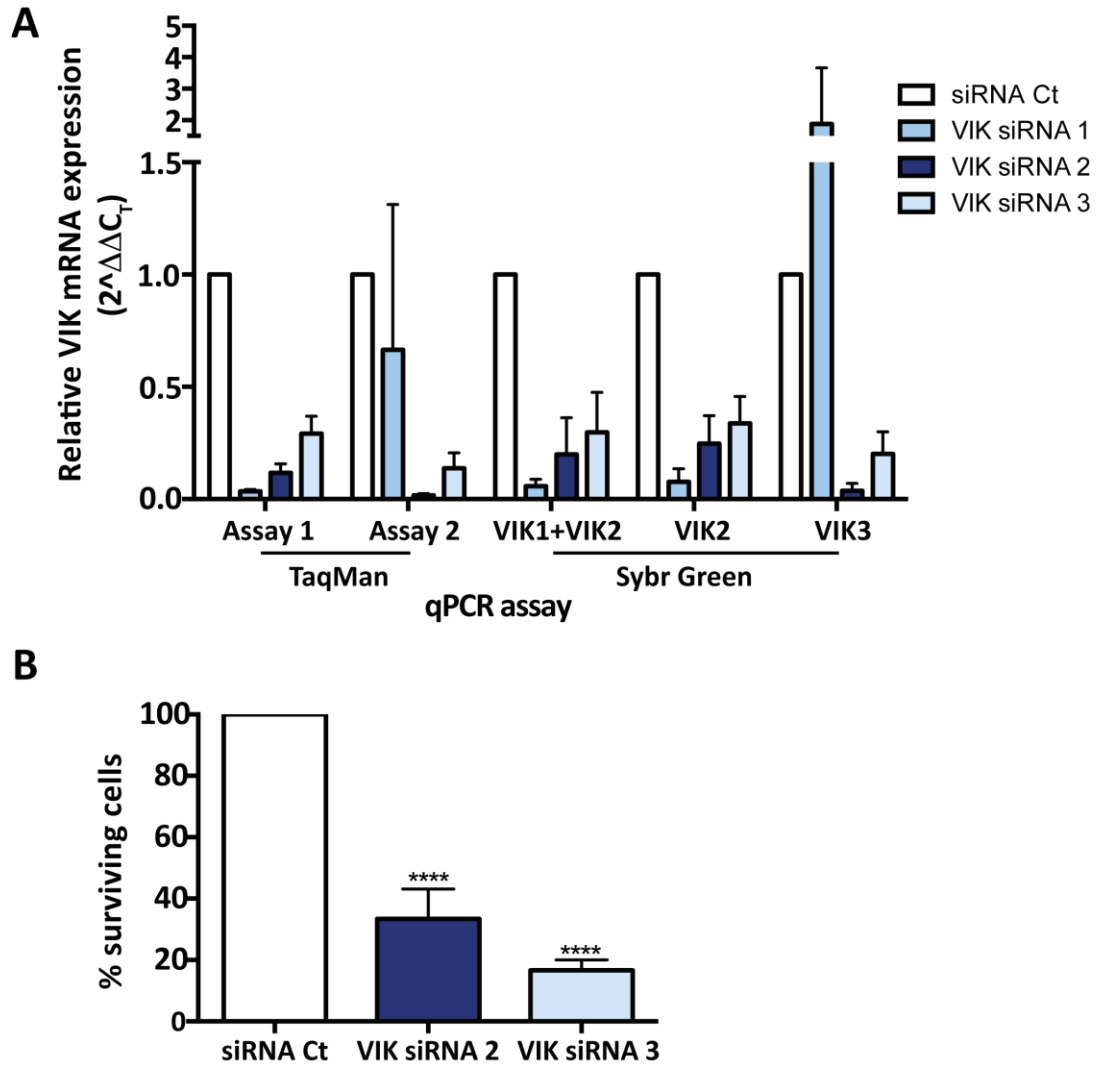 A
Relative VIK mRNA expression
(2^ΔΔCT)
5
4
3
2
1.5
1.0
0.5
0.0
siRNA Ct
VIK siRNA 1
VIK siRNA 2
VIK siRNA 3
Assay 1 Assay 2 VIK1+VIK2 VIK2 VIK3
TaqMan Sybr Green
qPCR assay
B
% surviving cells
100
80
60
40
20
0
****
****
siRNA Ct VIK siRNA 2 VIK siRNA 3